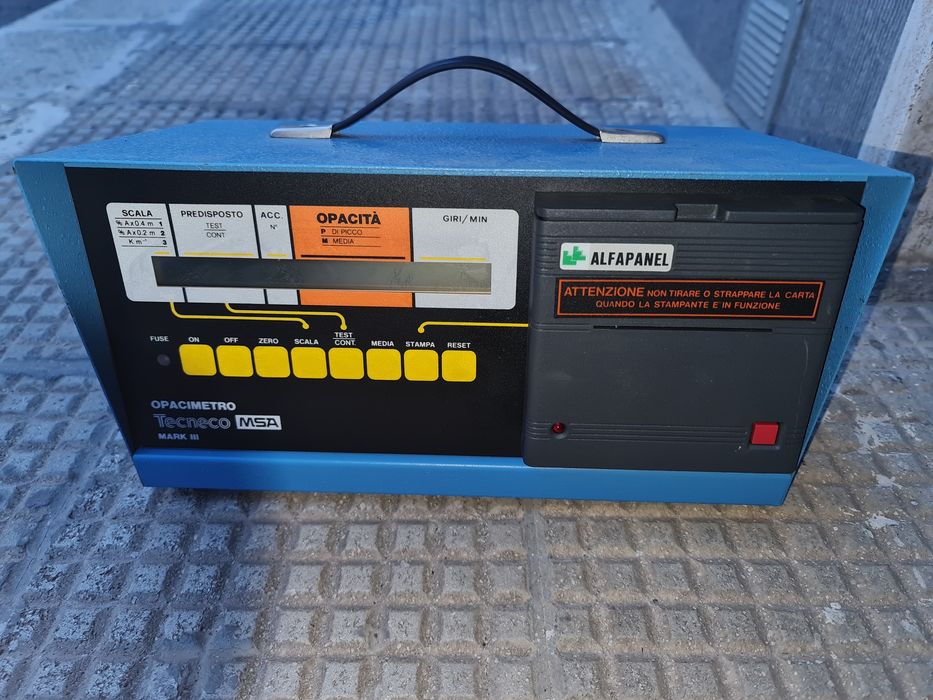 SCALA
% A x 0.4 m 1
% A x 0.2 m 2
K m⁻¹ 3
PREDISPOSTO
TEST
CONT
ACC.
N°
OPACITÀ
P DI PICCO
M MEDIA
GIRI/MIN
ALFAPANEL
ATTENZIONE NON TIRARE O STRAPPARE LA CARTA
QUANDO LA STAMPANTE E IN FUNZIONE
FUSE
ON
OFF
ZERO
SCALA
TEST
CONT.
MEDIA
STAMPA
RESET
OPACIMETRO
Tecneco MSA
MARK III